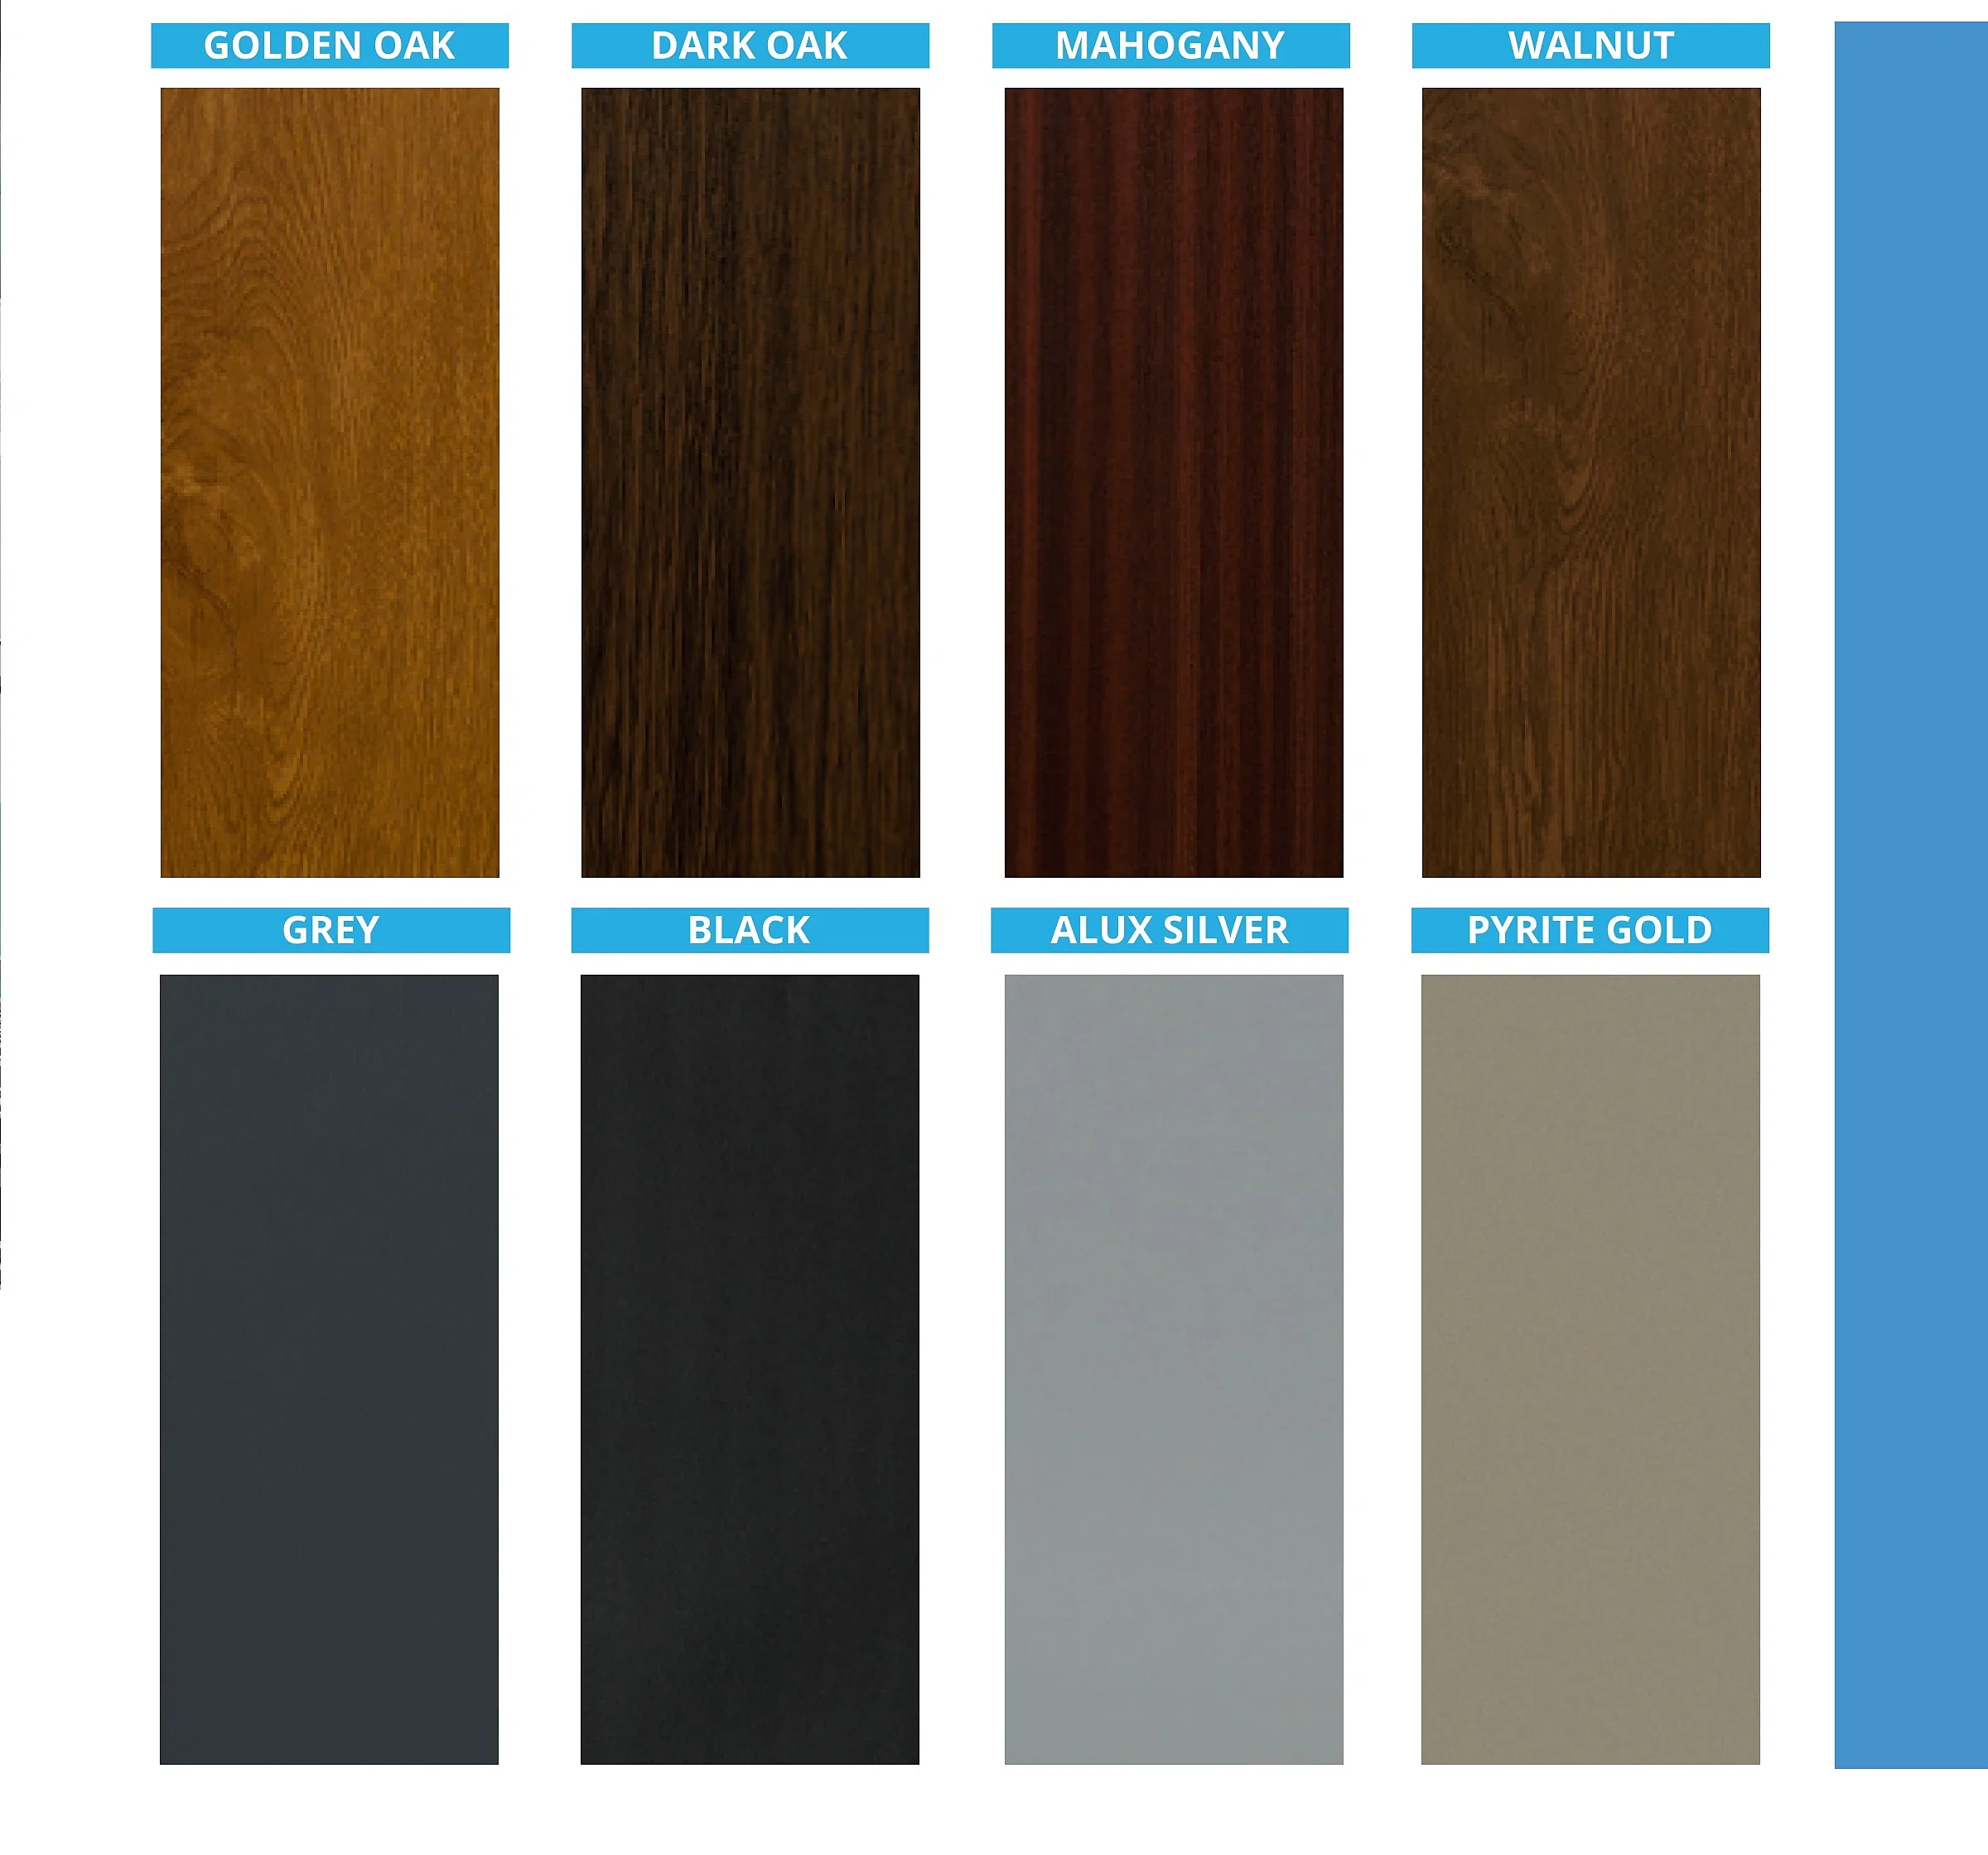 GOLDEN OAK
DARK OAK
MAHOGANY
WALNUT
GREY
BLACK
ALUX SILVER
PYRITE GOLD